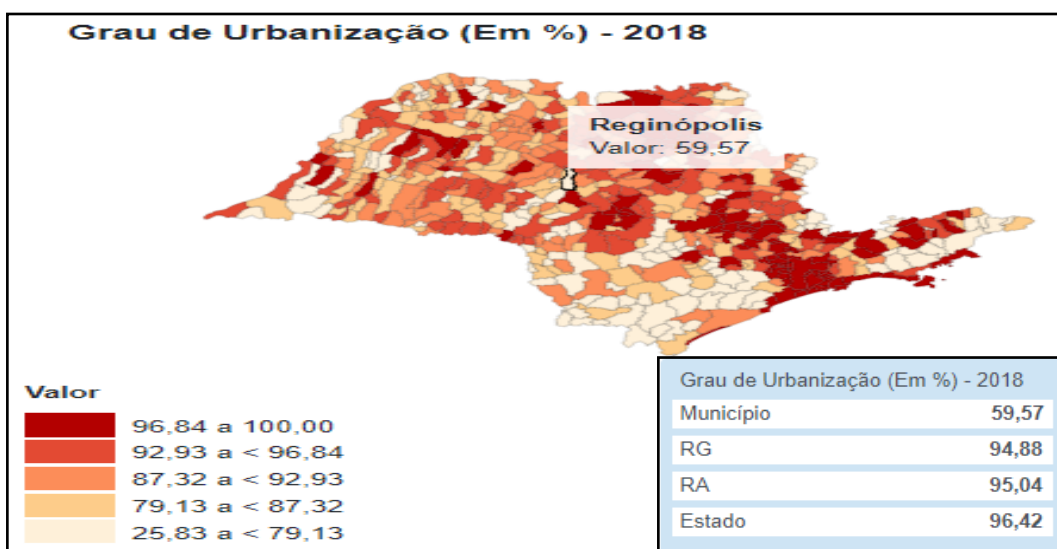 Grau de Urbanização (Em %) - 2018
Reginópolis
Valor: 59,57
Valor
96,84 a 100,00
92,93 a < 96,84
87,32 a < 92,93
79,13 a < 87,32
25,83 a < 79,13
Grau de Urbanização (Em %) - 2018
Município 59,57
RG 94,88
RA 95,04
Estado 96,42